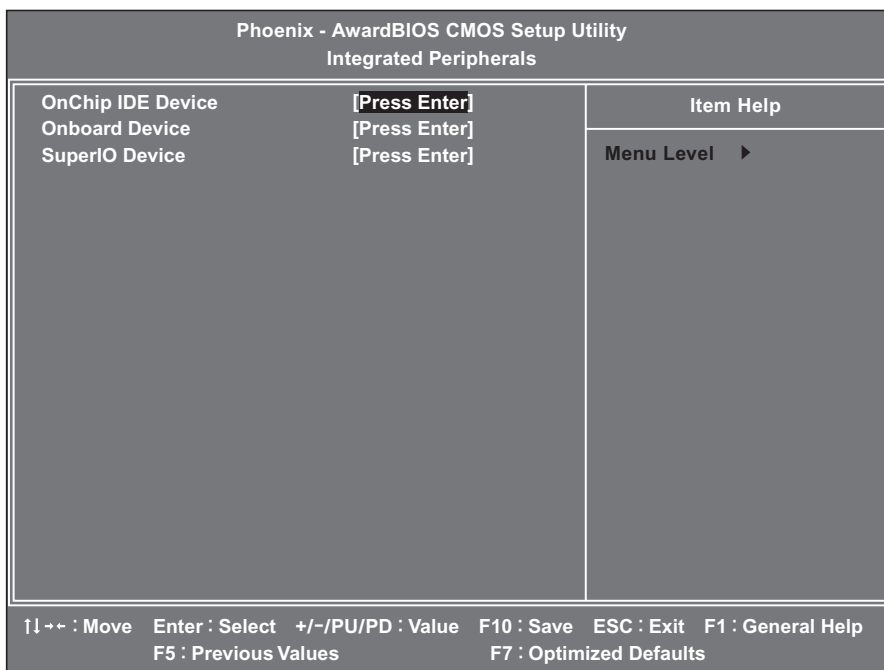 Phoenix - AwardBIOS CMOS Setup Utility
Integrated Peripherals
OnChip IDE Device [Press Enter]
Onboard Device [Press Enter]
SuperIO Device [Press Enter]
Item Help
Menu Level ▶
↑↓→← : Move Enter : Select +/-/PU/PD : Value F10 : Save ESC : Exit F1 : General Help
F5 : Previous Values F7 : Optimized Defaults